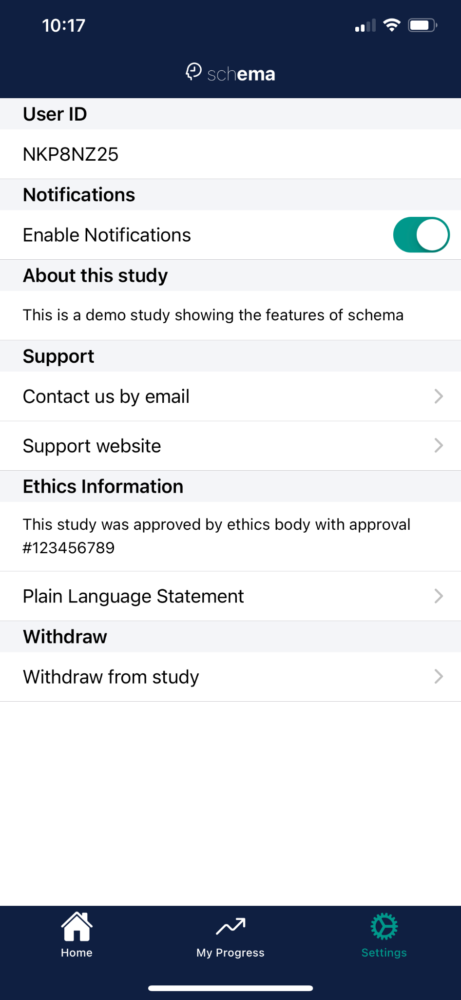 10:17
schema
User ID
NKP8NZ25
Notifications
Enable Notifications
About this study
This is a demo study showing the features of schema
Support
Contact us by email
Support website
Ethics Information
This study was approved by ethics body with approval
#123456789
Plain Language Statement
Withdraw
Withdraw from study
Home
My Progress
Settings